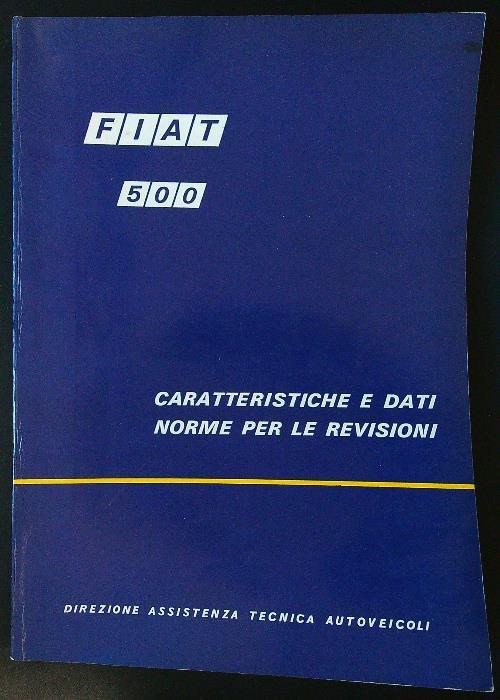 FIAT
500
CARATTERISTICHE E DATI
NORME PER LE REVISIONI
DIREZIONE ASSISTENZA TECNICA AUTOVEICOLI